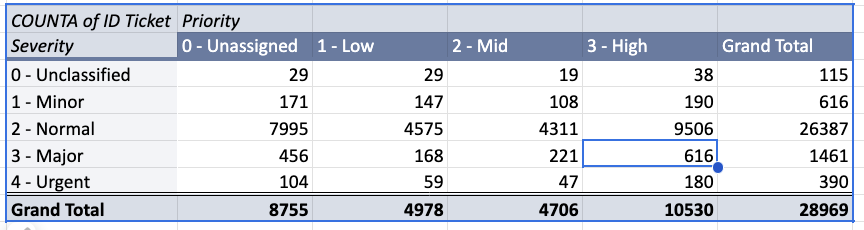 COUNTA of ID Ticket Priority
Severity 0 - Unassigned 1 - Low 2 - Mid 3 - High Grand Total
0 - Unclassified 29 29 19 38 115
1 - Minor 171 147 108 190 616
2 - Normal 7995 4575 4311 9506 26387
3 - Major 456 168 221 616 1461
4 - Urgent 104 59 47 180 390
Grand Total 8755 4978 4706 10530 28969